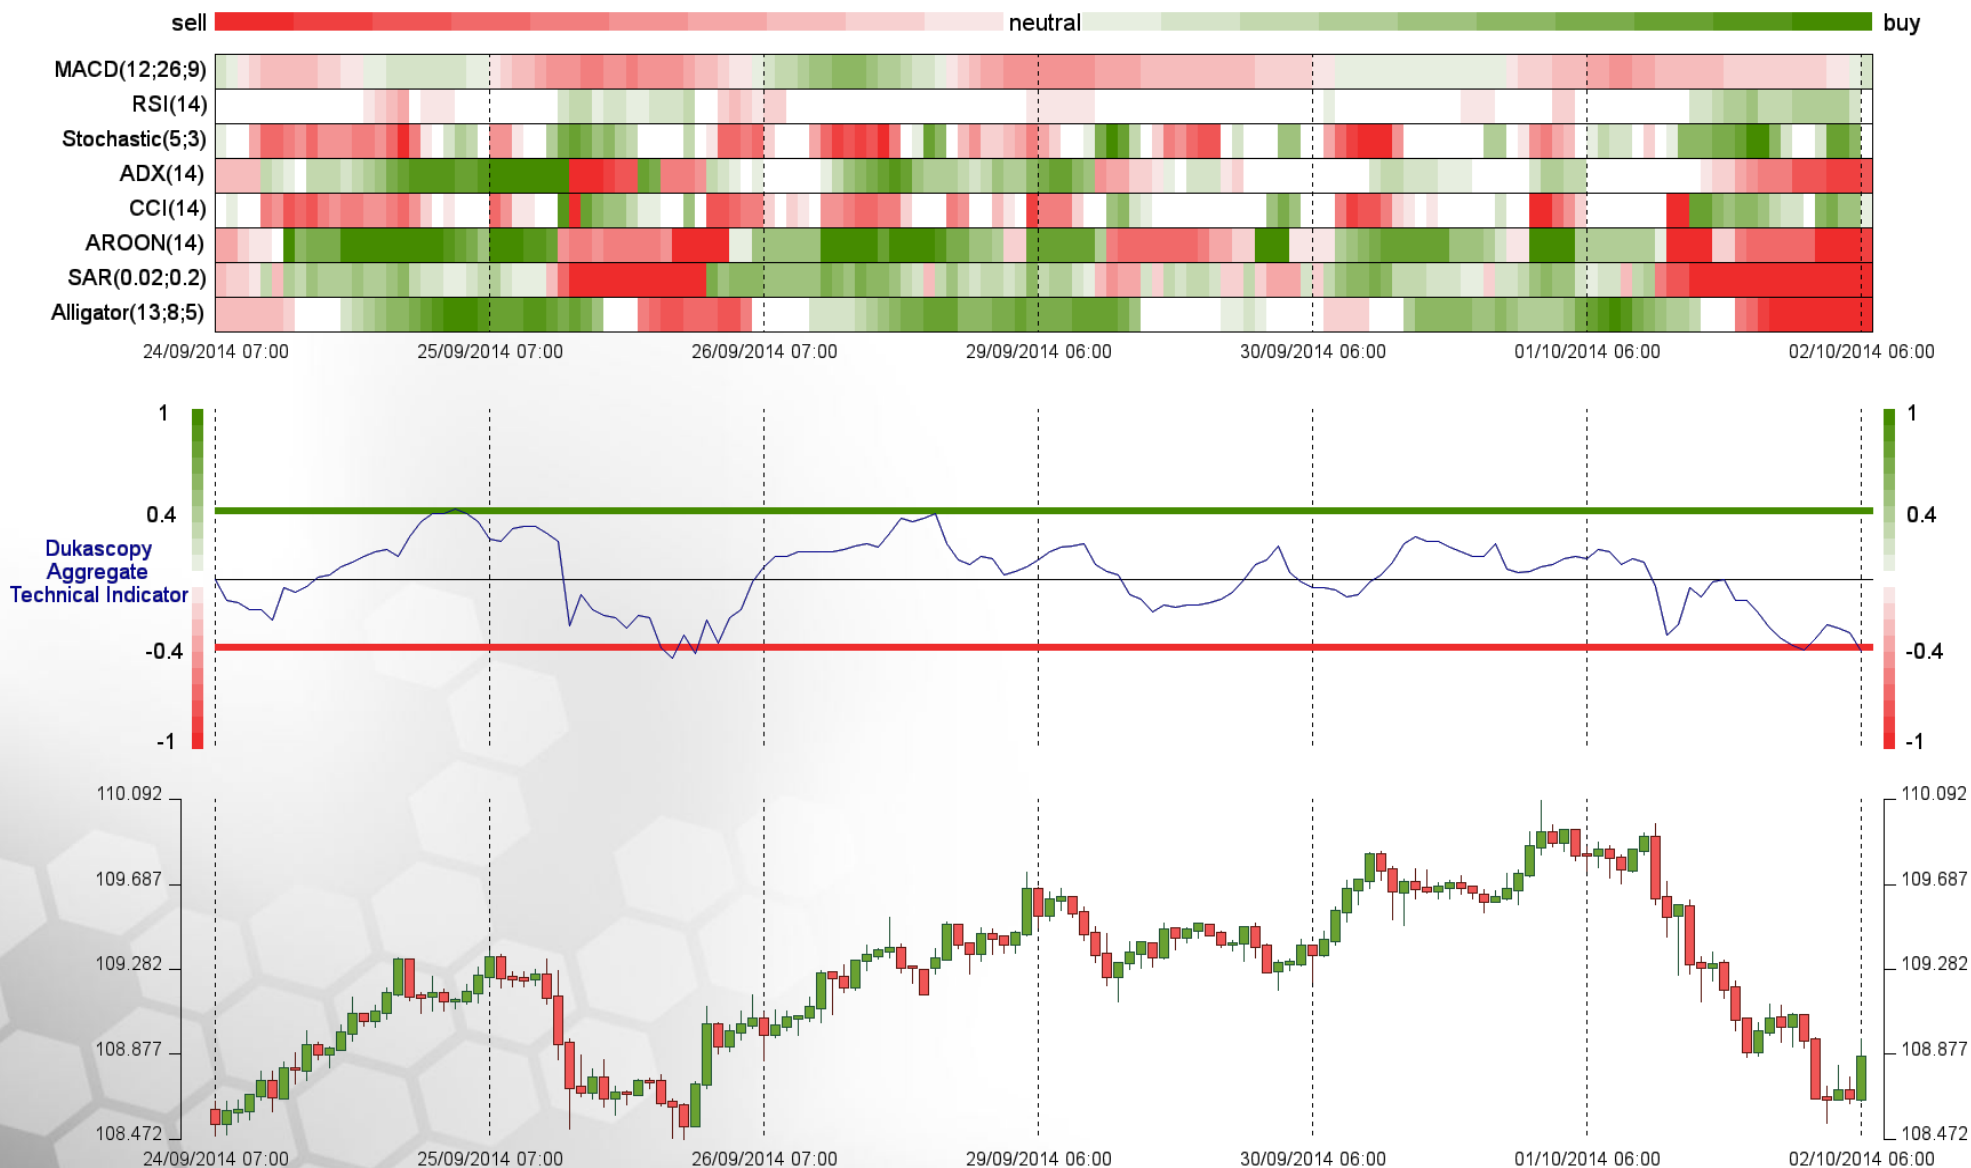 sell neutral buy
MACD(12;26;9)
RSI(14)
Stochastic(5;3)
ADX(14)
CCI(14)
AROON(14)
SAR(0.02;0.2)
Alligator(13;8;5)
24/09/2014 07:00 25/09/2014 07:00 26/09/2014 07:00 29/09/2014 06:00 30/09/2014 06:00 01/10/2014 06:00 02/10/2014 06:00
1 1
0.4 0.4
Dukascopy
Aggregate
Technical Indicator
-0.4 -0.4
-1 -1
110.092 110.092
109.687 109.687
109.282 109.282
108.877 108.877
108.472 108.472
24/09/2014 07:00 25/09/2014 07:00 26/09/2014 07:00 29/09/2014 06:00 30/09/2014 06:00 01/10/2014 06:00 02/10/2014 06:00